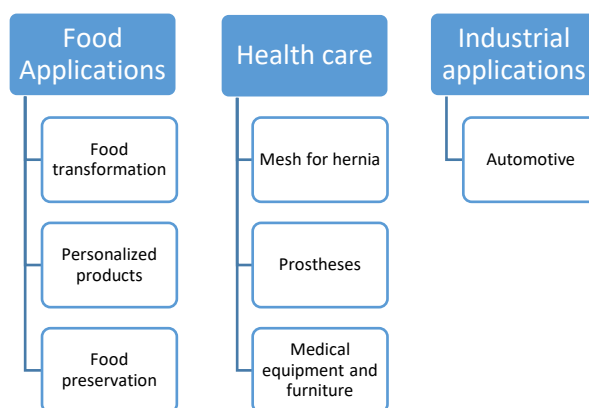 Food
Applications
Food
transformation
Personalized
products
Food
preservation
Health care
Mesh for hernia
Prostheses
Medical
equipment and
furniture
Industrial
applications
Automotive